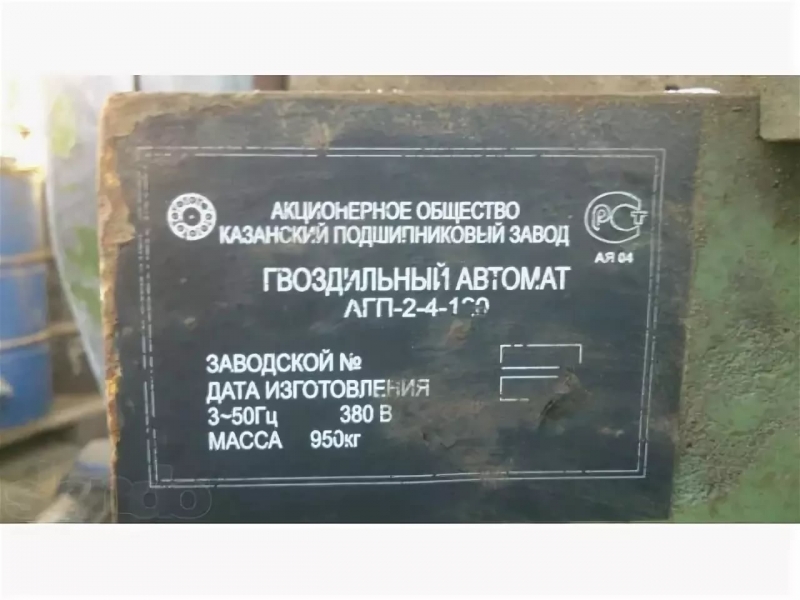 АКЦИОНЕРНОЕ ОБЩЕСТВО
КАЗАНСКИЙ ПОДШИПНИКОВЫЙ ЗАВОД
РСТ
АЯ 04
ГВОЗДИЛЬНЫЙ АВТОМАТ
ЗАВОДСКОЙ №
ДАТА ИЗГОТОВЛЕНИЯ
3~50Гц 380 В
МАССА 950кг